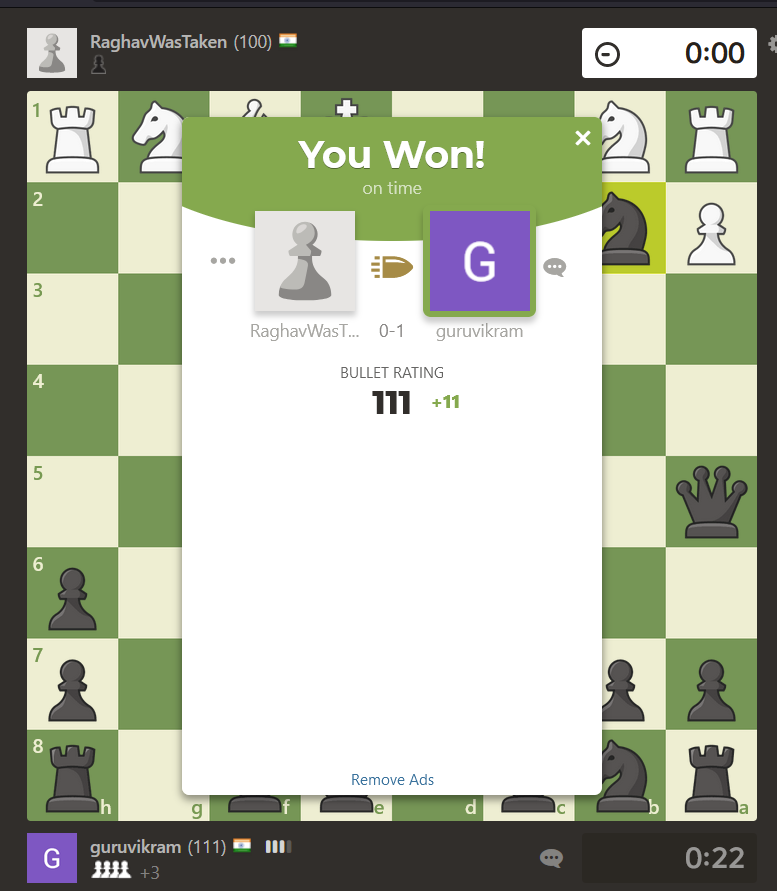 RaghavWasTaken (100)
0:00
1
You Won!
on time
2
G
RaghavWasT... 0-1 guruvikram
3
BULLET RATING
4
111 +11
5
6
7
8
Remove Ads
h g f e d c b a
G guruvikram (111)
+3
0:22